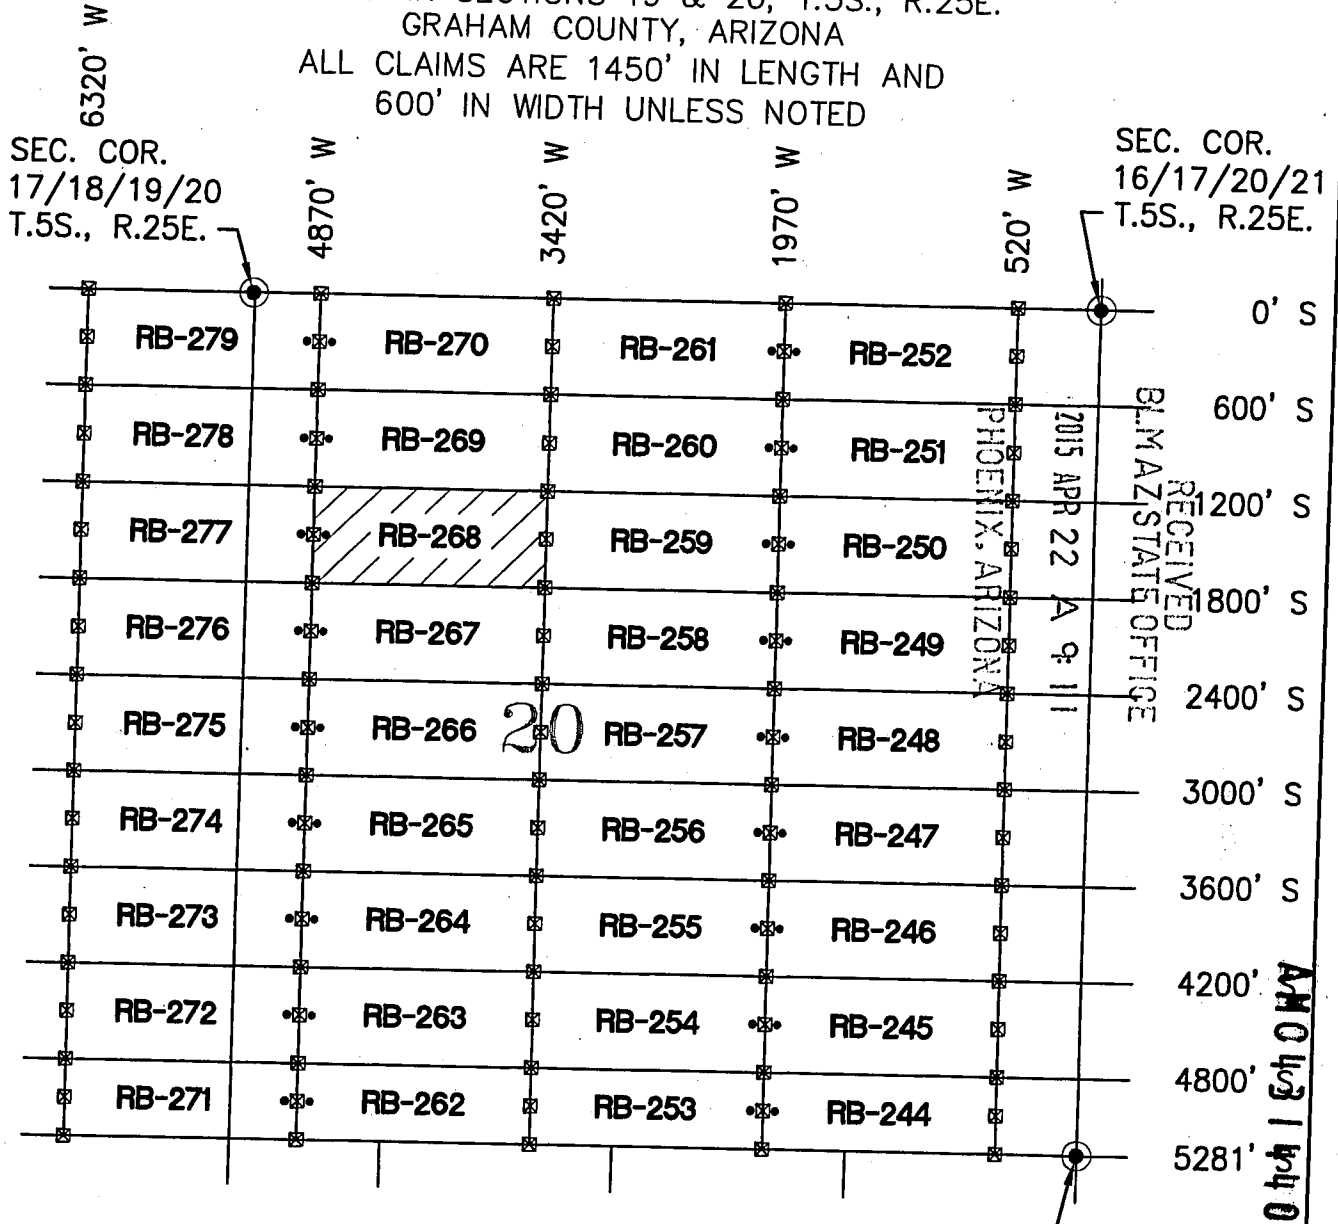 SECTIONS 19 & 20, T.5S., R.25E.
GRAHAM COUNTY, ARIZONA
ALL CLAIMS ARE 1450' IN LENGTH AND
600' IN WIDTH UNLESS NOTED
SEC. COR.
17/18/19/20
T.5S., R.25E.
SEC. COR.
16/17/20/21
T.5S., R.25E.
6320' W
4870' W
3420' W
1970' W
520' W
0' S
RB-279 RB-270 RB-261 RB-252
600' S
RB-278 RB-269 RB-260 RB-251
1200' S
RB-277 RB-268 RB-259 RB-250
1800' S
RB-276 RB-267 RB-258 RB-249
2400' S
RB-275 RB-266 20 RB-257 RB-248
3000' S
RB-274 RB-265 RB-256 RB-247
3600' S
RB-273 RB-264 RB-255 RB-246
4200'
RB-272 RB-263 RB-254 RB-245
4800'
RB-271 RB-262 RB-253 RB-244
5281'
RECEIVED
BLM AZ STATE OFFICE
2015 APR 22 A 9:11
PHOENIX, ARIZONA